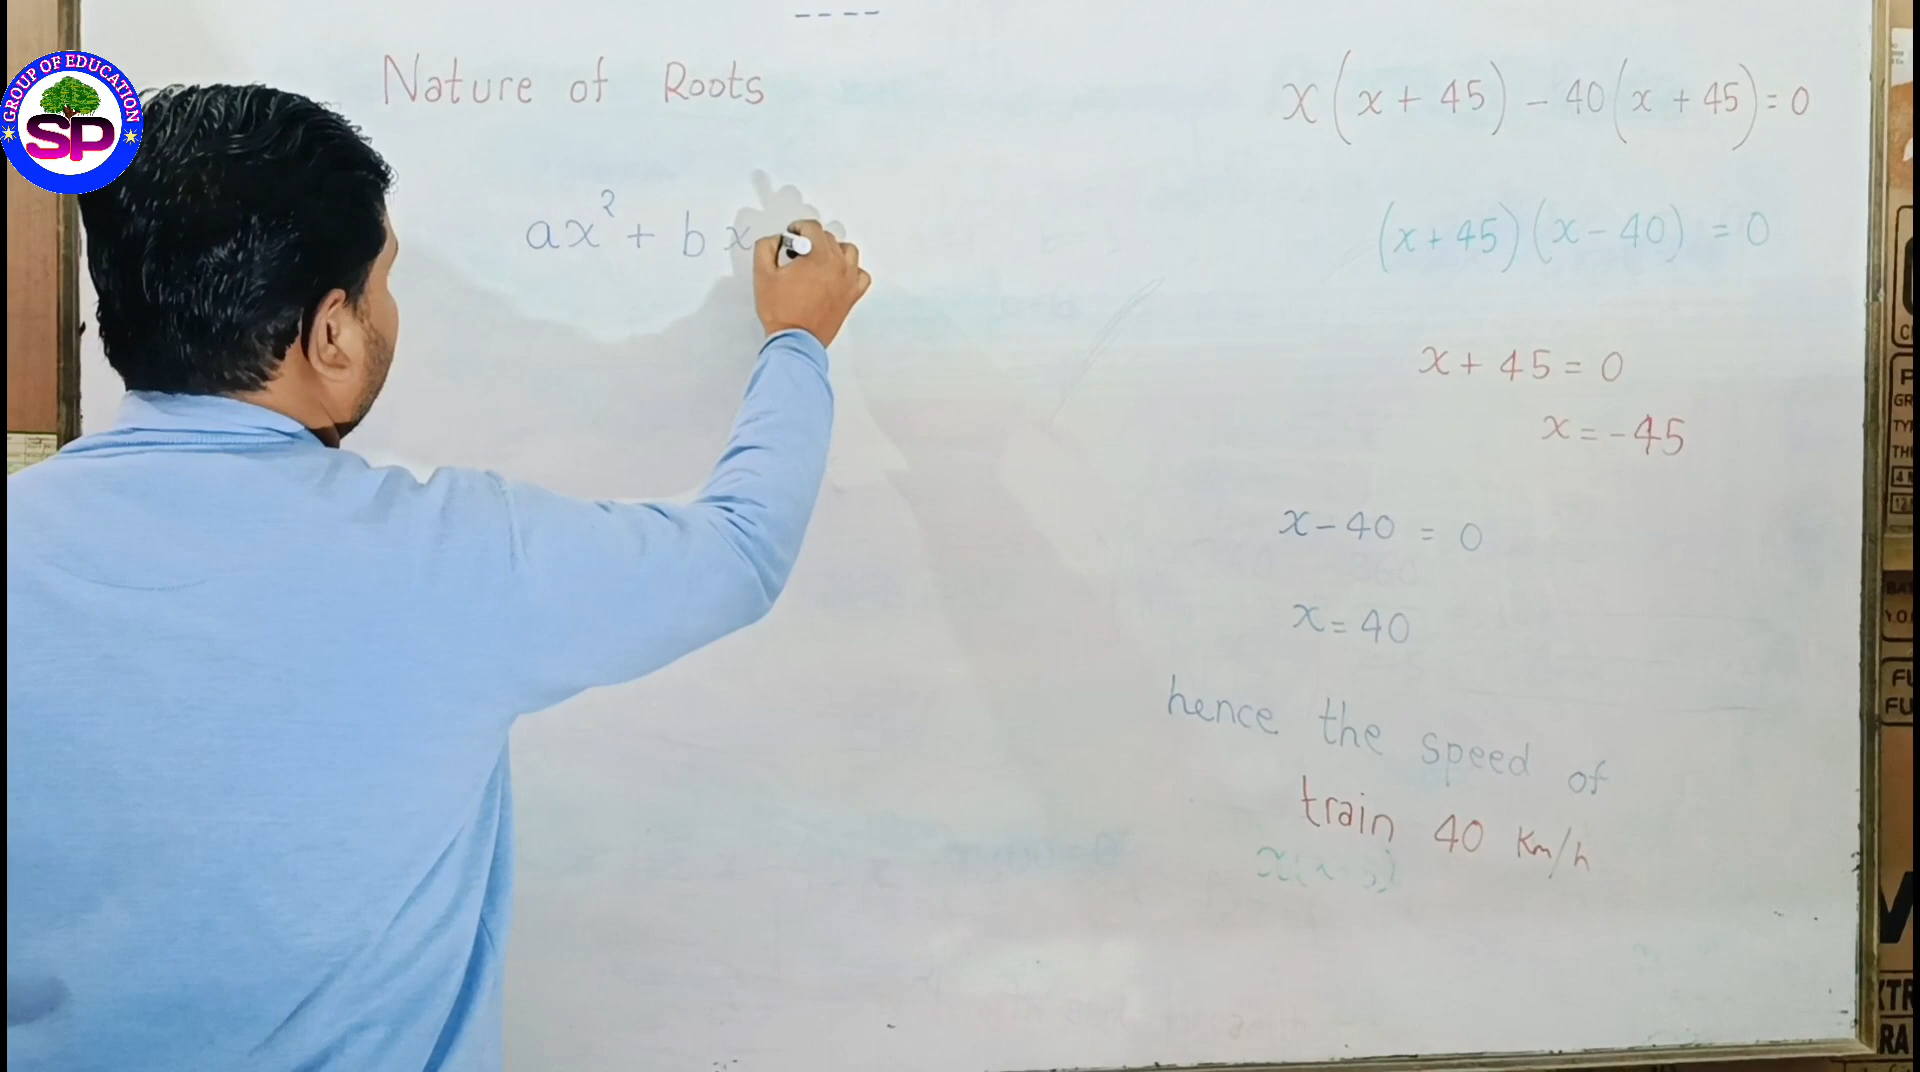 GROUP OF EDUCATION
SP
----
Nature of Roots
ax² + bx
x(x + 45) - 40(x + 45) = 0
(x + 45)(x - 40) = 0
x + 45 = 0
x = -45
x - 40 = 0
x = 40
hence the speed of
train 40 Km/h